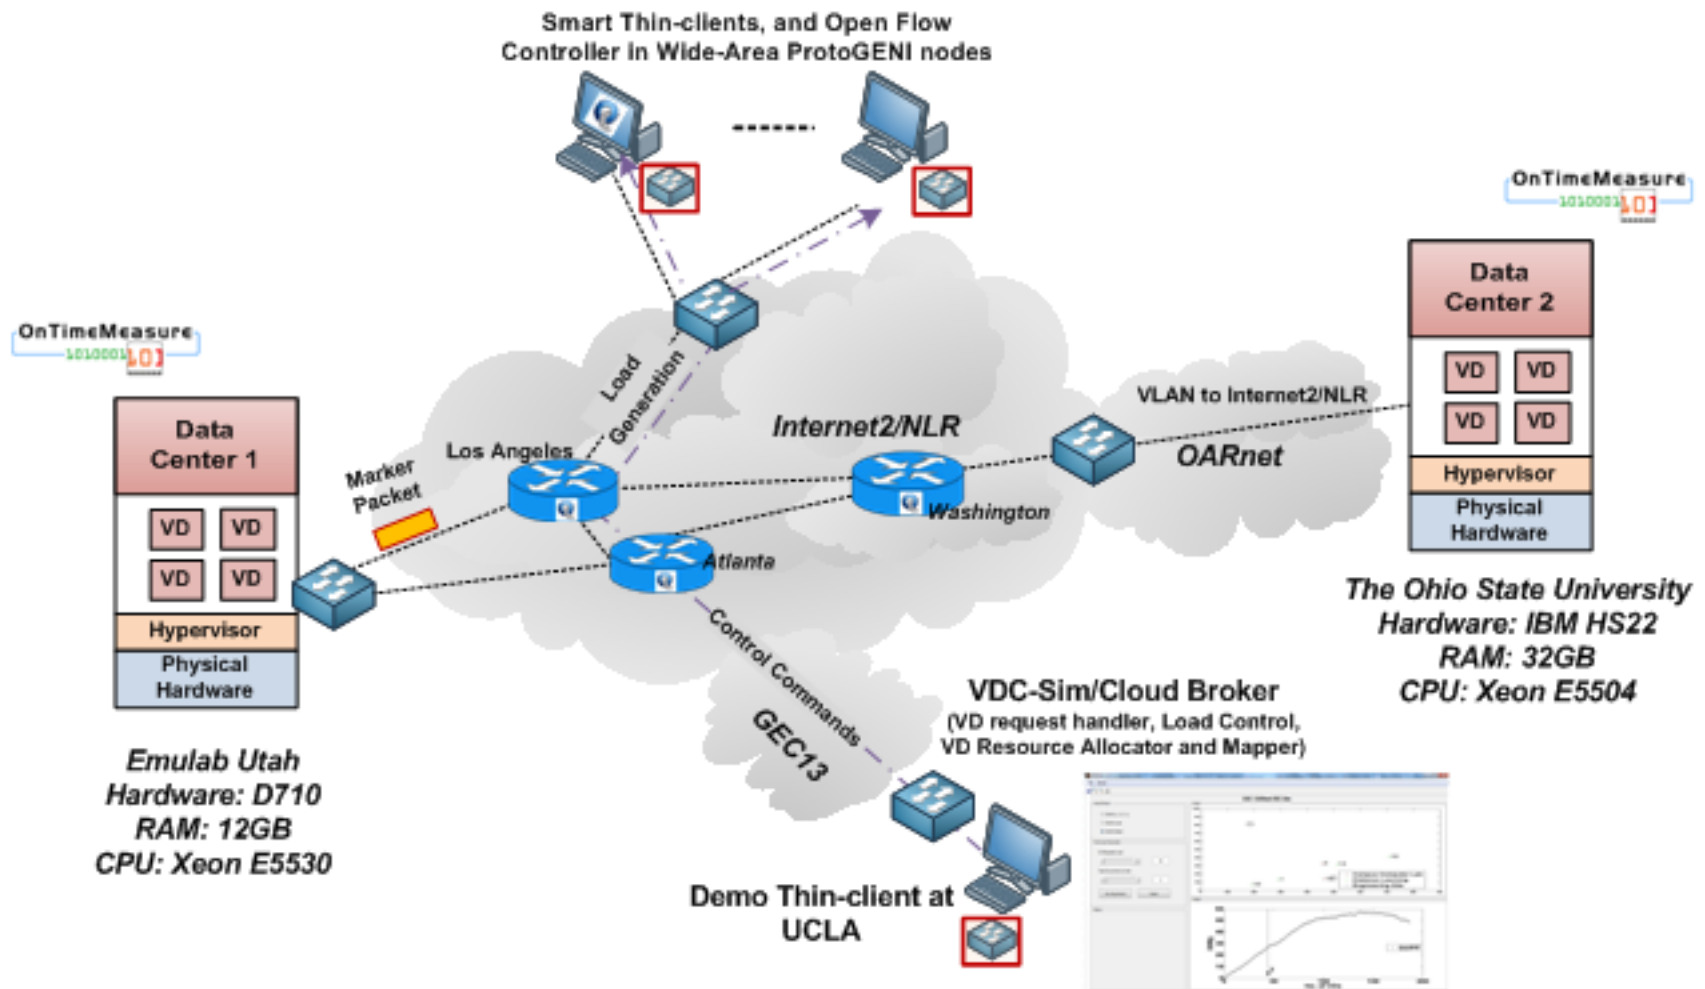 Smart Thin-clients, and Open Flow
Controller in Wide-Area ProtoGENI nodes
OnTimeMeasure
1010001101
Data
Center 2
VD VD
VD VD
Hypervisor
Physical
Hardware
The Ohio State University
Hardware: IBM HS22
RAM: 32GB
CPU: Xeon E5504
OnTimeMeasure
1010001101
Data
Center 1
VD VD
VD VD
Hypervisor
Physical
Hardware
Emulab Utah
Hardware: D710
RAM: 12GB
CPU: Xeon E5530
Load
Generation
Marker
Packet
Los Angeles
Internet2/NLR
Washington
Atlanta
VLAN to Internet2/NLR
OARnet
Control Commands
GEC13
VDC-Sim/Cloud Broker
(VD request handler, Load Control,
VD Resource Allocator and Mapper)
Demo Thin-client at
UCLA